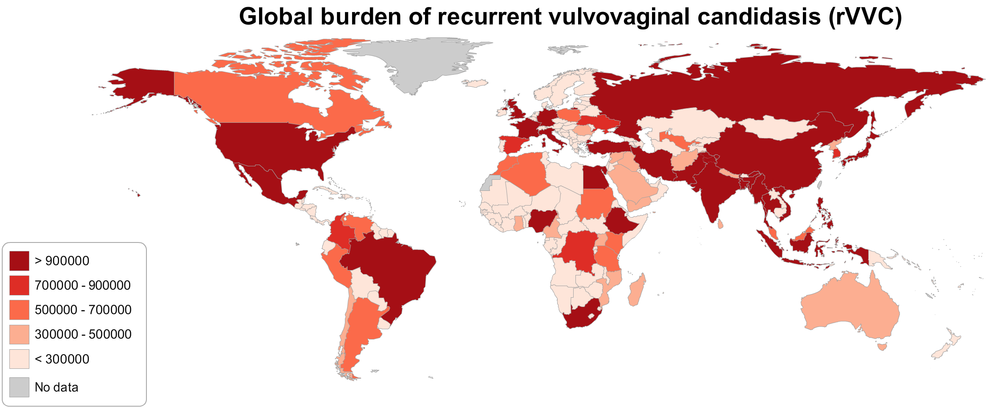 Global burden of recurrent vulvovaginal candidasis (rVVC)
> 900000
700000 - 900000
500000 - 700000
300000 - 500000
< 300000
No data